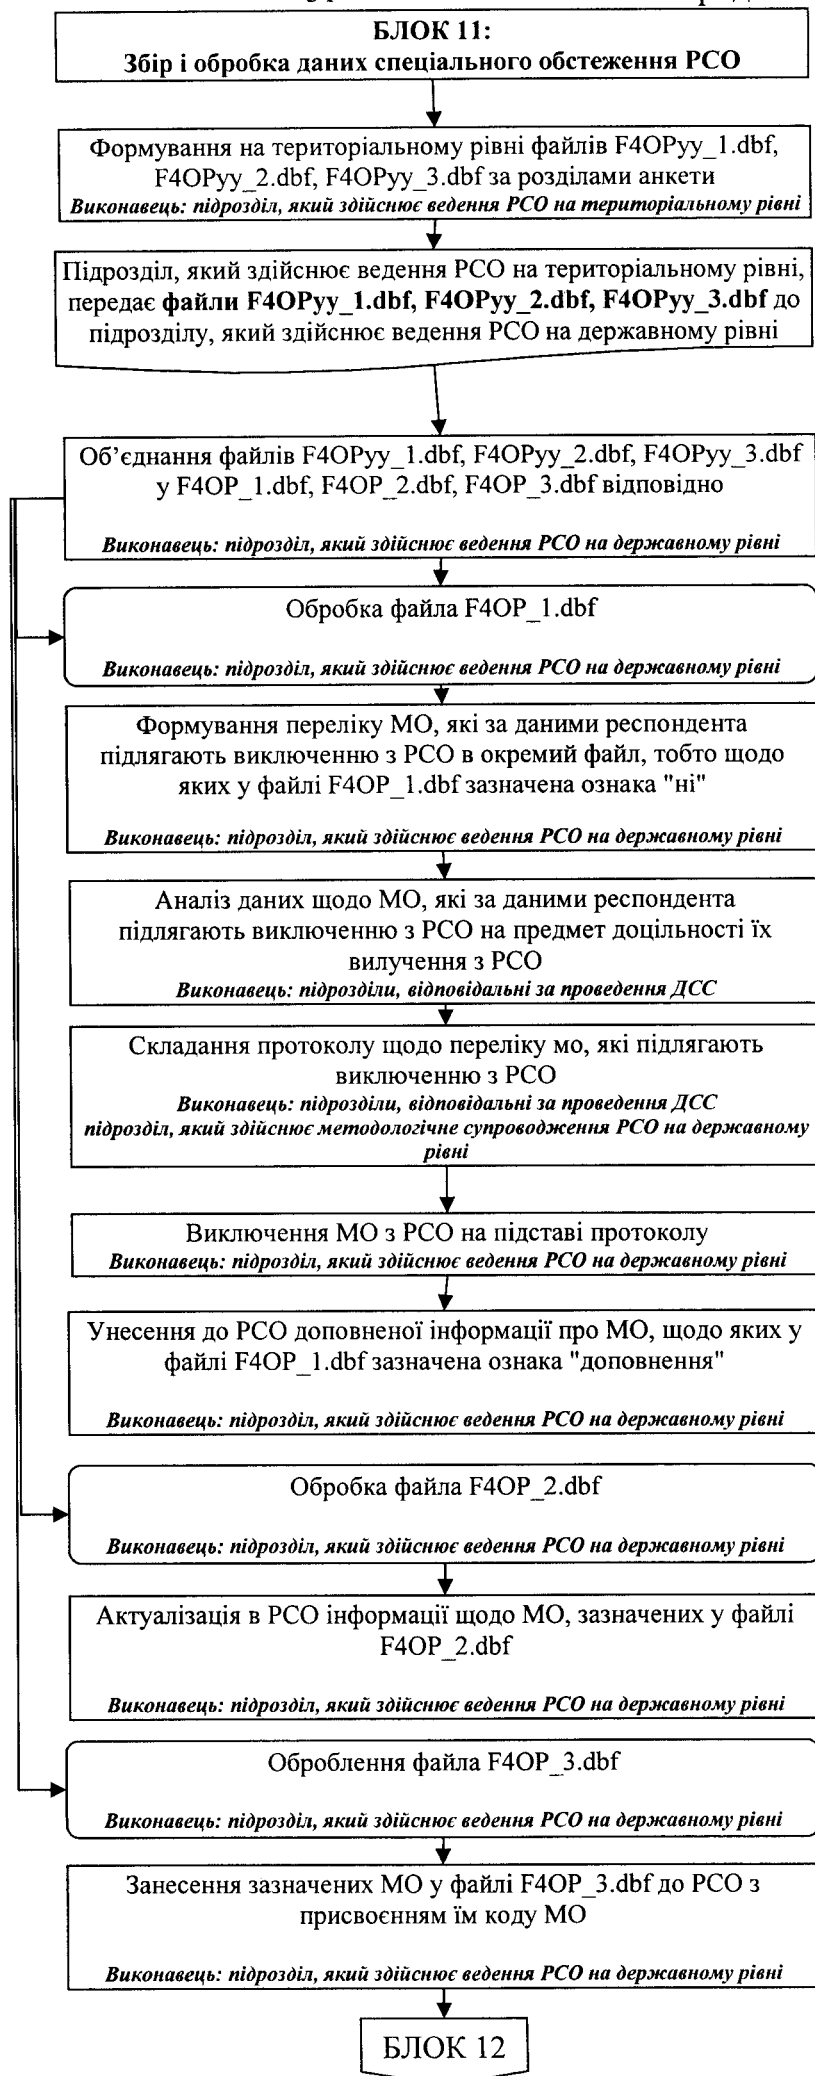 БЛОК 11:
Збір і обробка даних спеціального обстеження РСО
Формування на територіальному рівні файлів F4OPyy_1.dbf,
F4OPyy_2.dbf, F4OPyy_3.dbf за розділами анкети
Виконавець: підрозділ, який здійснює ведення РСО на територіальному рівні
Підрозділ, який здійснює ведення РСО на територіальному рівні,
передає файли F4OPyy_1.dbf, F4OPyy_2.dbf, F4OPyy_3.dbf до
підрозділу, який здійснює ведення РСО на державному рівні
Об’єднання файлів F4OPyy_1.dbf, F4OPyy_2.dbf, F4OPyy_3.dbf
у F4OP_1.dbf, F4OP_2.dbf, F4OP_3.dbf відповідно
Виконавець: підрозділ, який здійснює ведення РСО на державному рівні
Обробка файла F4OP_1.dbf
Виконавець: підрозділ, який здійснює ведення РСО на державному рівні
Формування переліку МО, які за даними респондента
підлягають виключенню з РСО в окремий файл, тобто щодо
яких у файлі F4OP_1.dbf зазначена ознака "ні"
Виконавець: підрозділ, який здійснює ведення РСО на державному рівні
Аналіз даних щодо МО, які за даними респондента
підлягають виключенню з РСО на предмет доцільності їх
вилучення з РСО
Виконавець: підрозділи, відповідальні за проведення ДСС
Складання протоколу щодо переліку мо, які підлягають
виключенню з РСО
Виконавець: підрозділи, відповідальні за проведення ДСС
підрозділ, який здійснює методологічне супроводження РСО на державному
рівні
Виключення МО з РСО на підставі протоколу
Виконавець: підрозділ, який здійснює ведення РСО на державному рівні
Унесення до РСО доповненої інформації про МО, щодо яких у
файлі F4OP_1.dbf зазначена ознака "доповнення"
Виконавець: підрозділ, який здійснює ведення РСО на державному рівні
Обробка файла F4OP_2.dbf
Виконавець: підрозділ, який здійснює ведення РСО на державному рівні
Актуалізація в РСО інформації щодо МО, зазначених у файлі
F4OP_2.dbf
Виконавець: підрозділ, який здійснює ведення РСО на державному рівні
Оброблення файла F4OP_3.dbf
Виконавець: підрозділ, який здійснює ведення РСО на державному рівні
Занесення зазначених МО у файлі F4OP_3.dbf до РСО з
присвоєнням їм коду МО
Виконавець: підрозділ, який здійснює ведення РСО на державному рівні
БЛОК 12